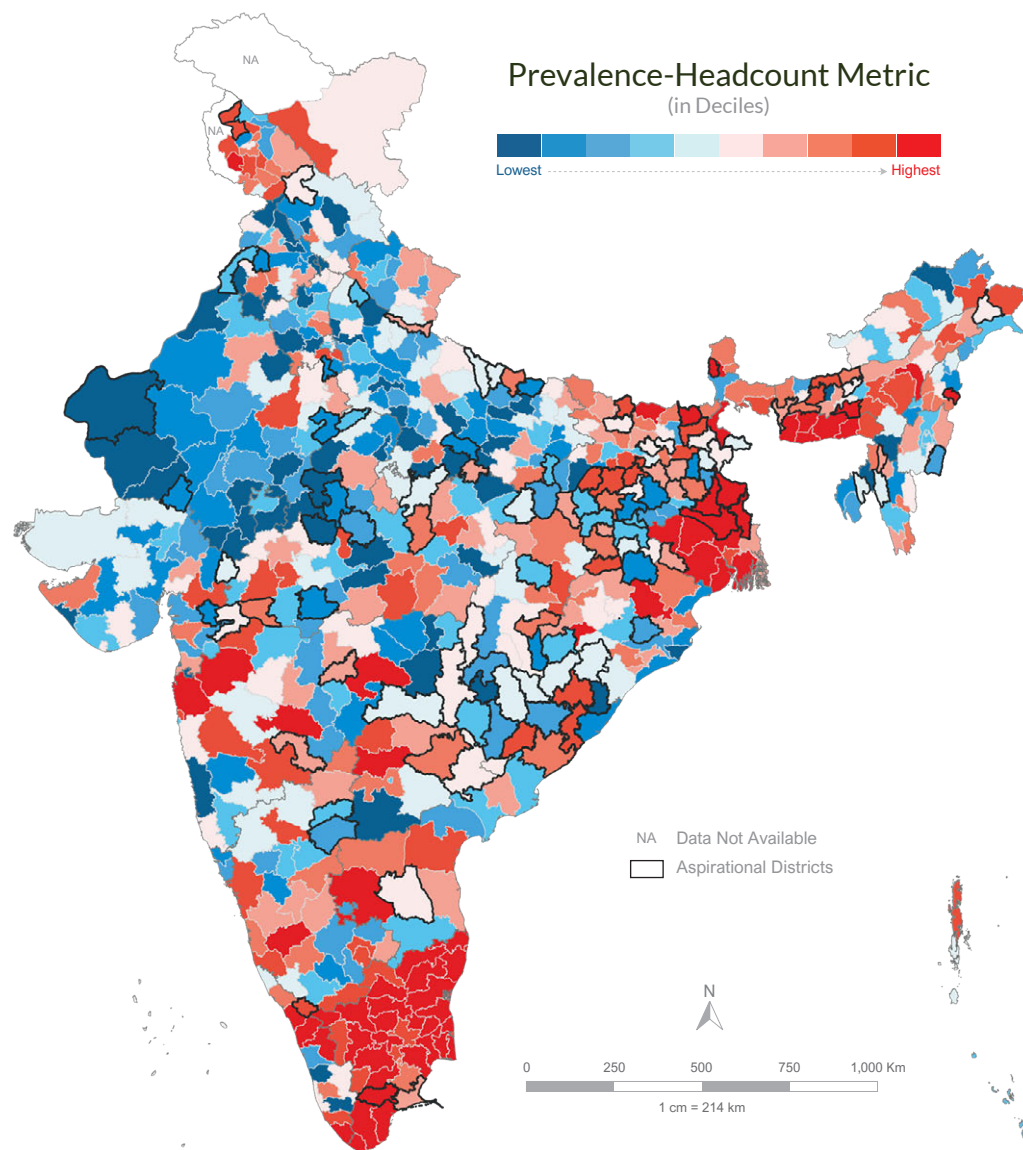 NA
NA
Prevalence-Headcount Metric
(in Deciles)
Lowest Highest
NA Data Not Available
Aspirational Districts
N
0 250 500 750 1,000 Km
1 cm = 214 km